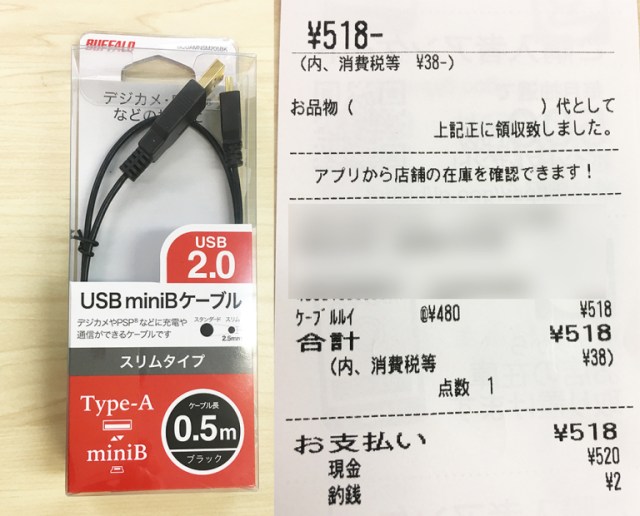 BUFFALO
デジカメ・
などの
USB
2.0
USB miniBケーブル
デジカメやPSP®などに充電や
通信ができるケーブルです
スタンダード スリム
2.5mm
スリムタイプ
Type-A
miniB
ケーブル長
0.5m
ブラック
¥518-
(内、消費税等 ¥38-)
お品物 ( ) 代として
上記正に領収致しました。
アプリから店舗の在庫を確認できます!
ケーブルルイ @¥480 ¥518
合計 ¥518
(内、消費税等 ¥38)
点数 1
お支払い ¥518
現金 ¥520
釣銭 ¥2